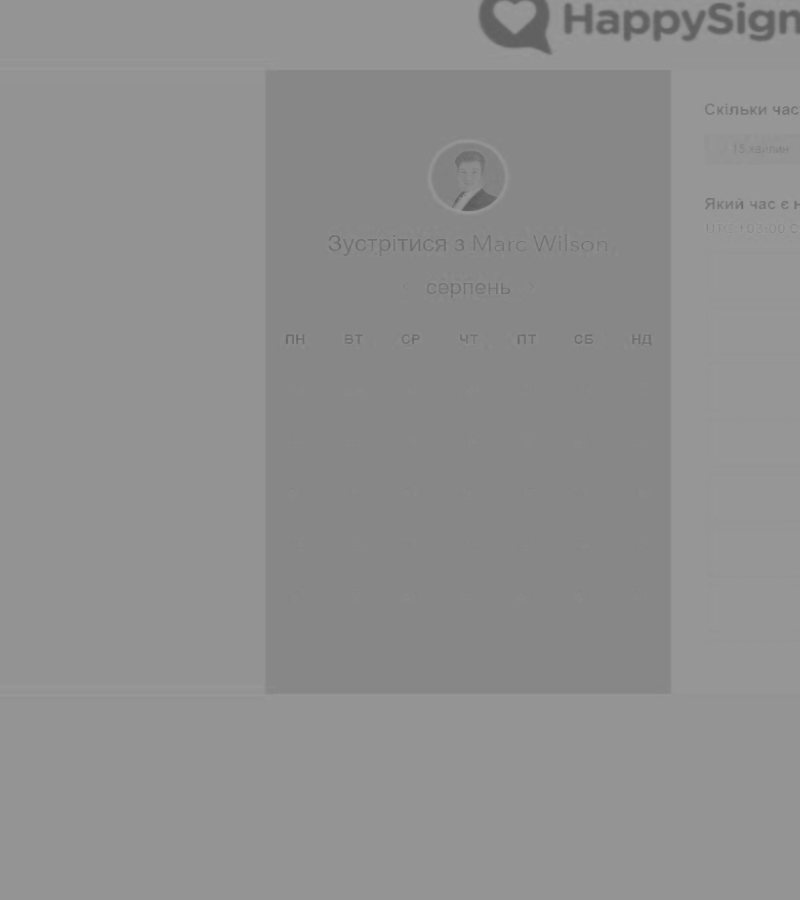 HappySign
Зустрітися з Marc Wilson.
серпень
ПН ВТ СР ЧТ ПТ СБ НД
Скільки час
15 хвилин
Який час є н
UTC +03:00 С